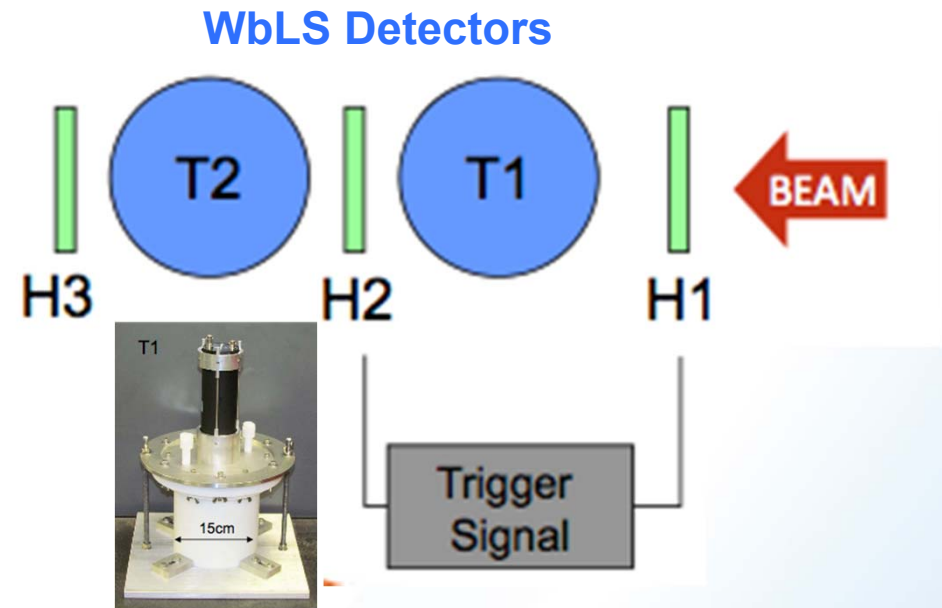 WbLS Detectors
T2
T1
BEAM
H3
H2
H1
T1
15cm
Trigger
Signal